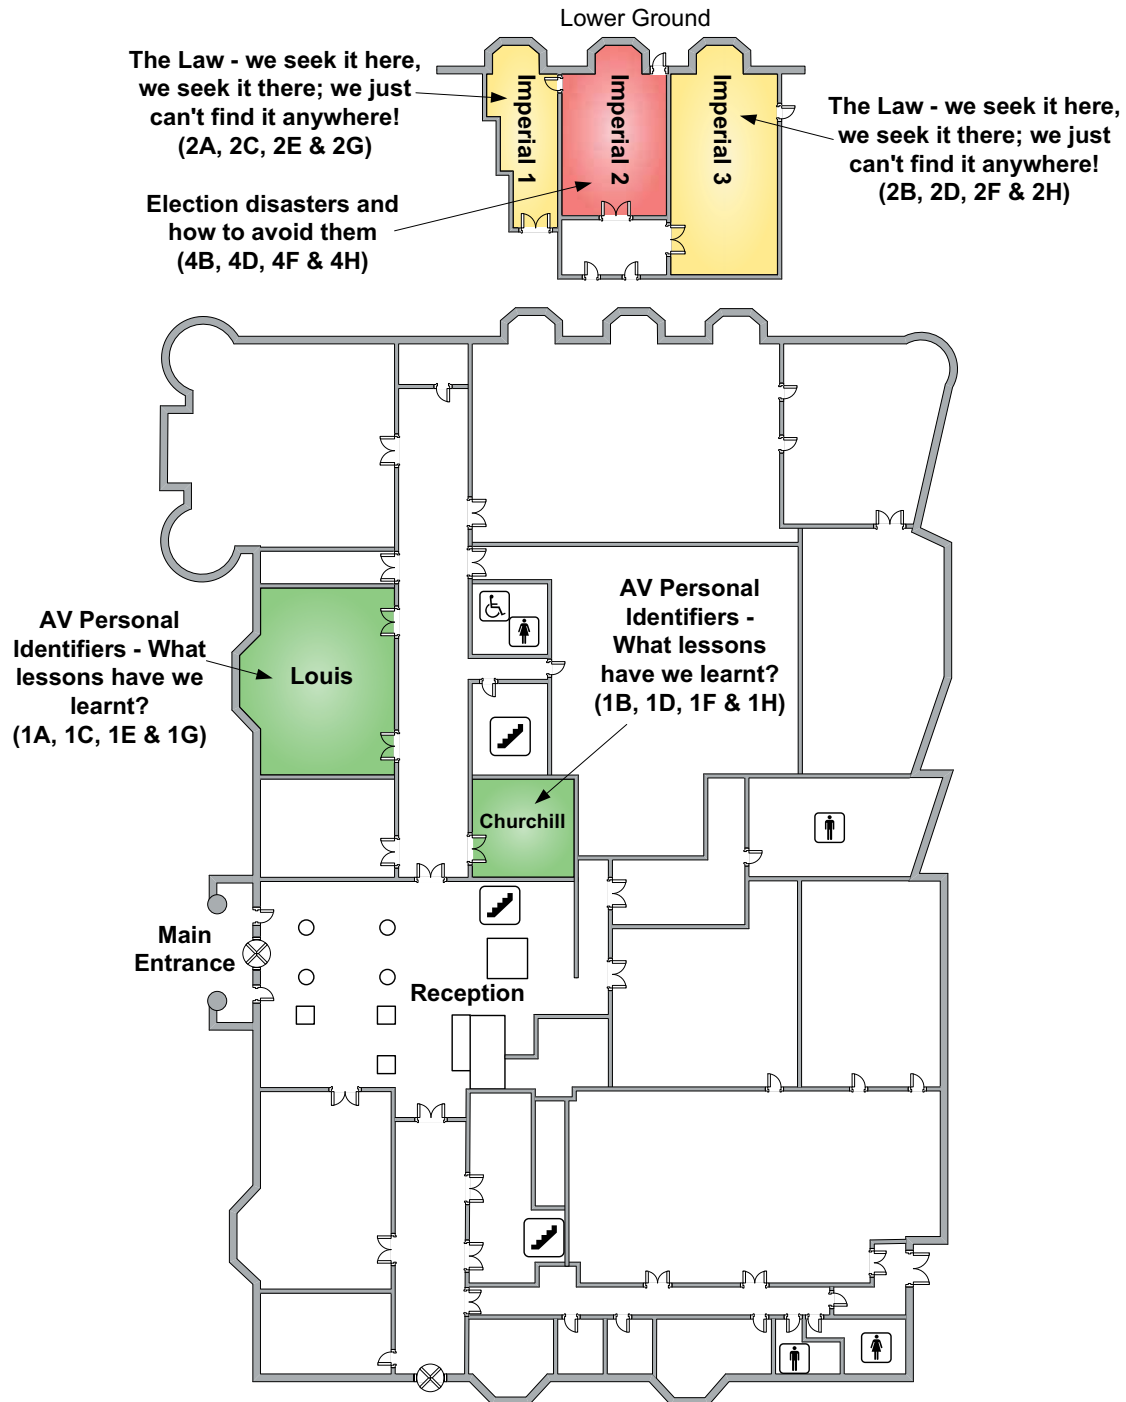 Lower Ground
The Law - we seek it here,
we seek it there; we just
can't find it anywhere!
(2A, 2C, 2E & 2G)
Imperial 1
Imperial 2
Imperial 3
The Law - we seek it here,
we seek it there; we just
can't find it anywhere!
(2B, 2D, 2F & 2H)
Election disasters and
how to avoid them
(4B, 4D, 4F & 4H)
AV Personal
Identifiers - What
lessons have we
learnt?
(1A, 1C, 1E & 1G)
Louis
AV Personal
Identifiers -
What lessons
have we learnt?
(1B, 1D, 1F & 1H)
Churchill
Main
Entrance
Reception